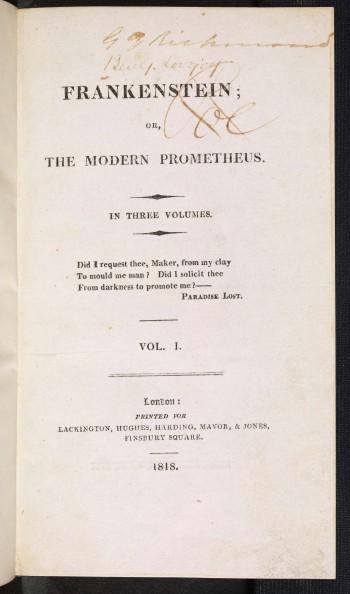 G G Richmond
FRANKENSTEIN;
OR,
THE MODERN PROMETHEUS.
IN THREE VOLUMES.
Did I request thee, Maker, from my clay
To mould me man? Did I solicit thee
From darkness to promote me?——
PARADISE LOST.
VOL. I.
London:
PRINTED FOR
LACKINGTON, HUGHES, HARDING, MAVOR, & JONES,
FINSBURY SQUARE.
1818.